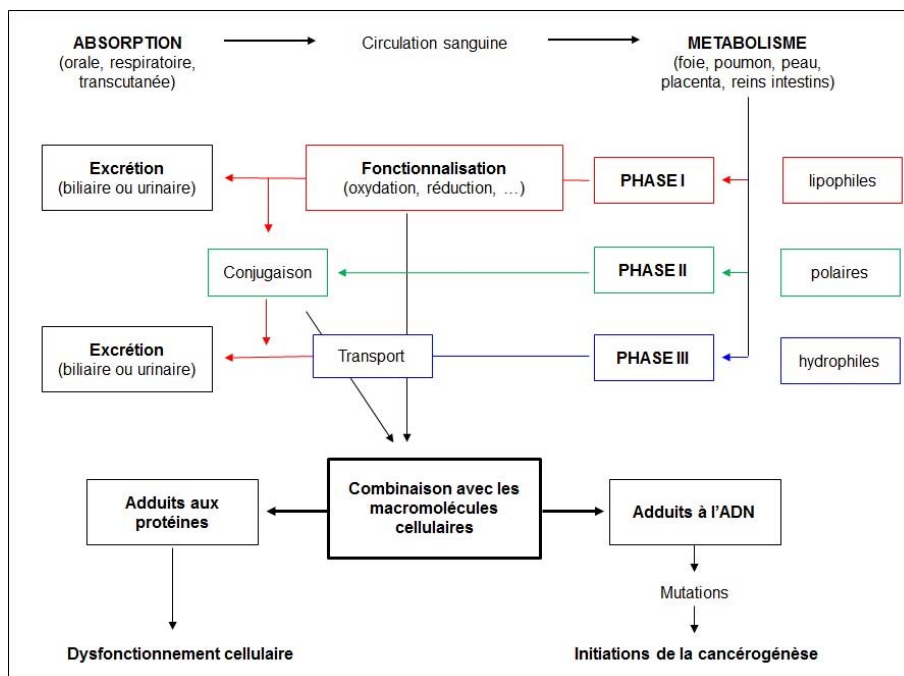 ABSORPTION
(orale, respiratoire,
transcutanée)
Circulation sanguine
METABOLISME
(foie, poumon, peau,
placenta, reins intestins)
Excrétion
(biliaire ou urinaire)
Fonctionnalisation
(oxydation, réduction, …)
PHASE I
lipophiles
Conjugaison
PHASE II
polaires
Excrétion
(biliaire ou urinaire)
Transport
PHASE III
hydrophiles
Adduits aux
protéines
Combinaison avec les
macromolécules
cellulaires
Adduits à l’ADN
Mutations
Dysfonctionnement cellulaire
Initiations de la cancérogénèse